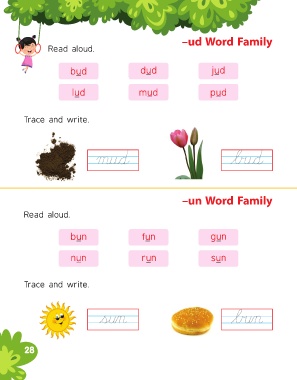 –ud Word Family
Read aloud.
bud dud jud
lud mud pud
Trace and write.
mud bud
–un Word Family
Read aloud.
bun fun gun
nun run sun
Trace and write.
sun bun
28